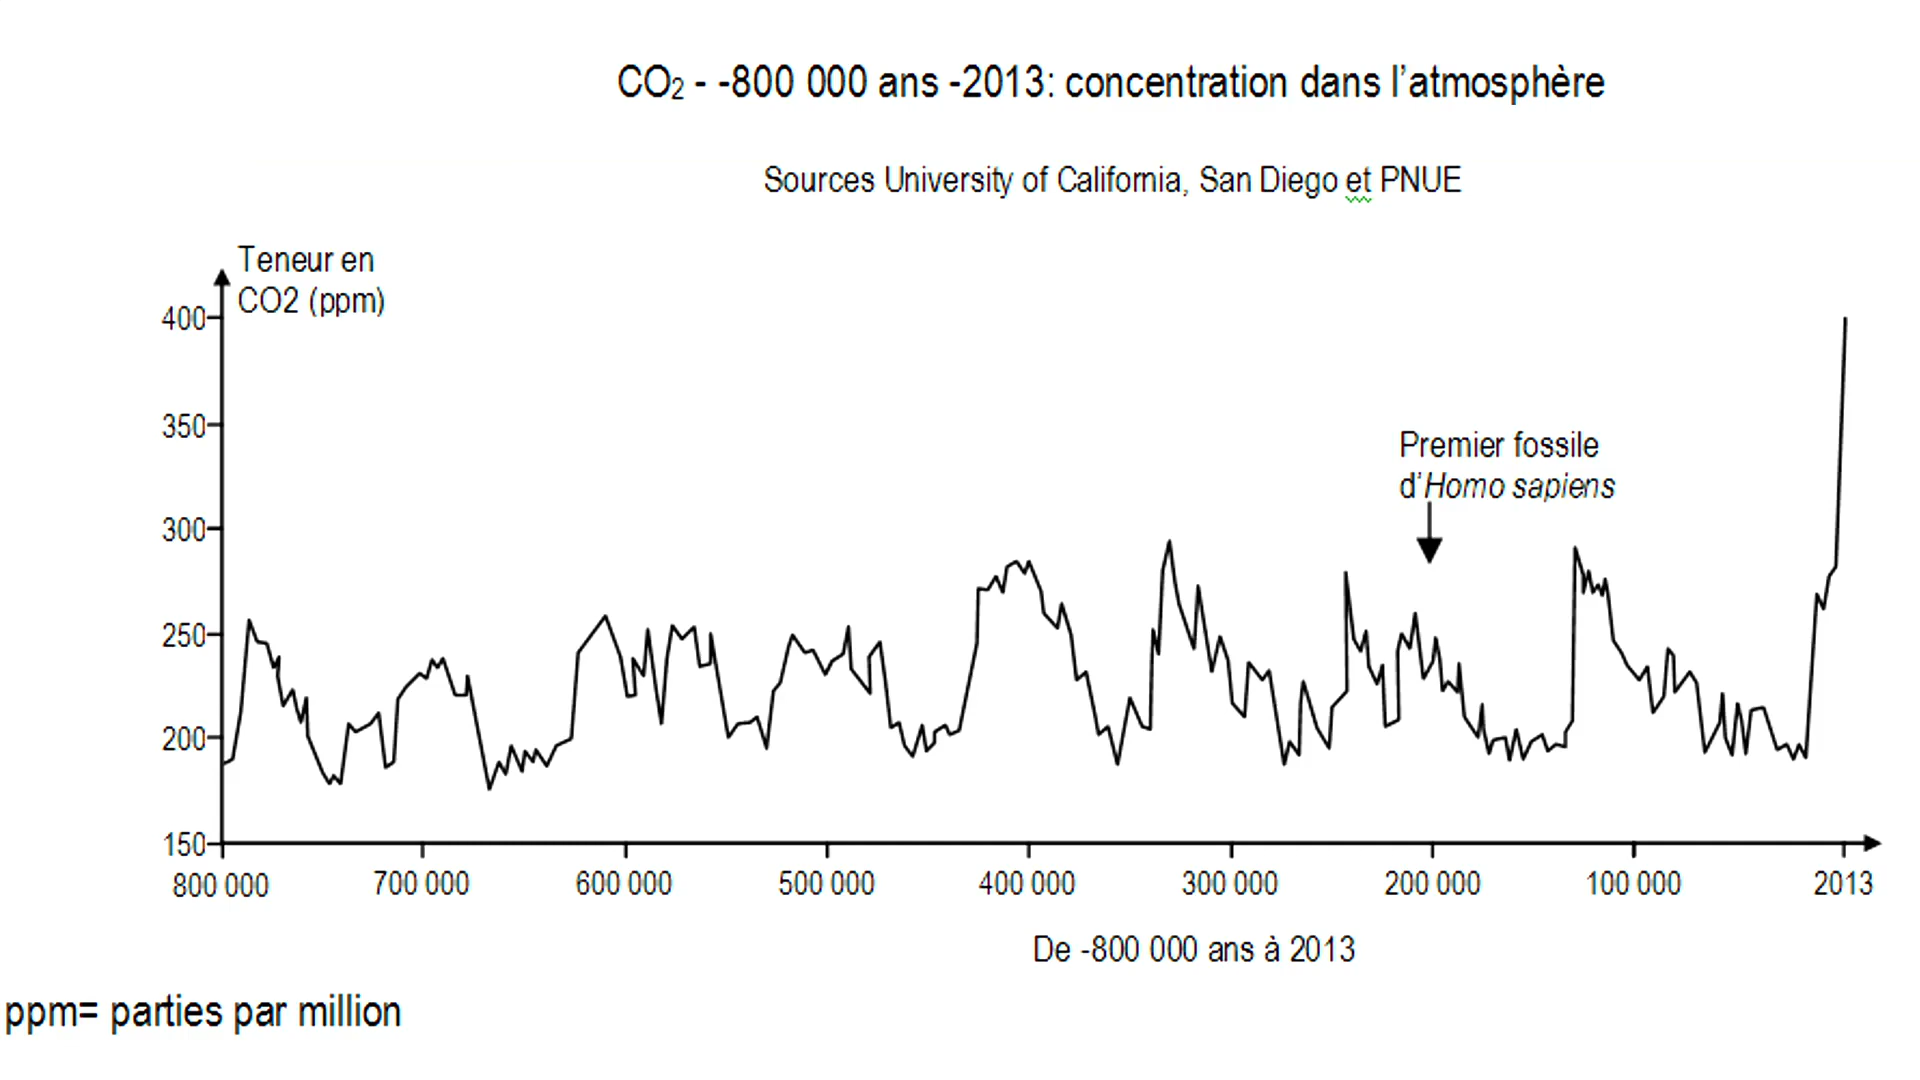 CO2 - -800 000 ans -2013: concentration dans l'atmosphère
Sources University of California, San Diego et PNUE
Teneur en
CO2 (ppm)
400
350
300
250
200
150
Premier fossile
d'Homo sapiens
800 000 700 000 600 000 500 000 400 000 300 000 200 000 100 000 2013
De -800 000 ans à 2013
ppm= parties par million